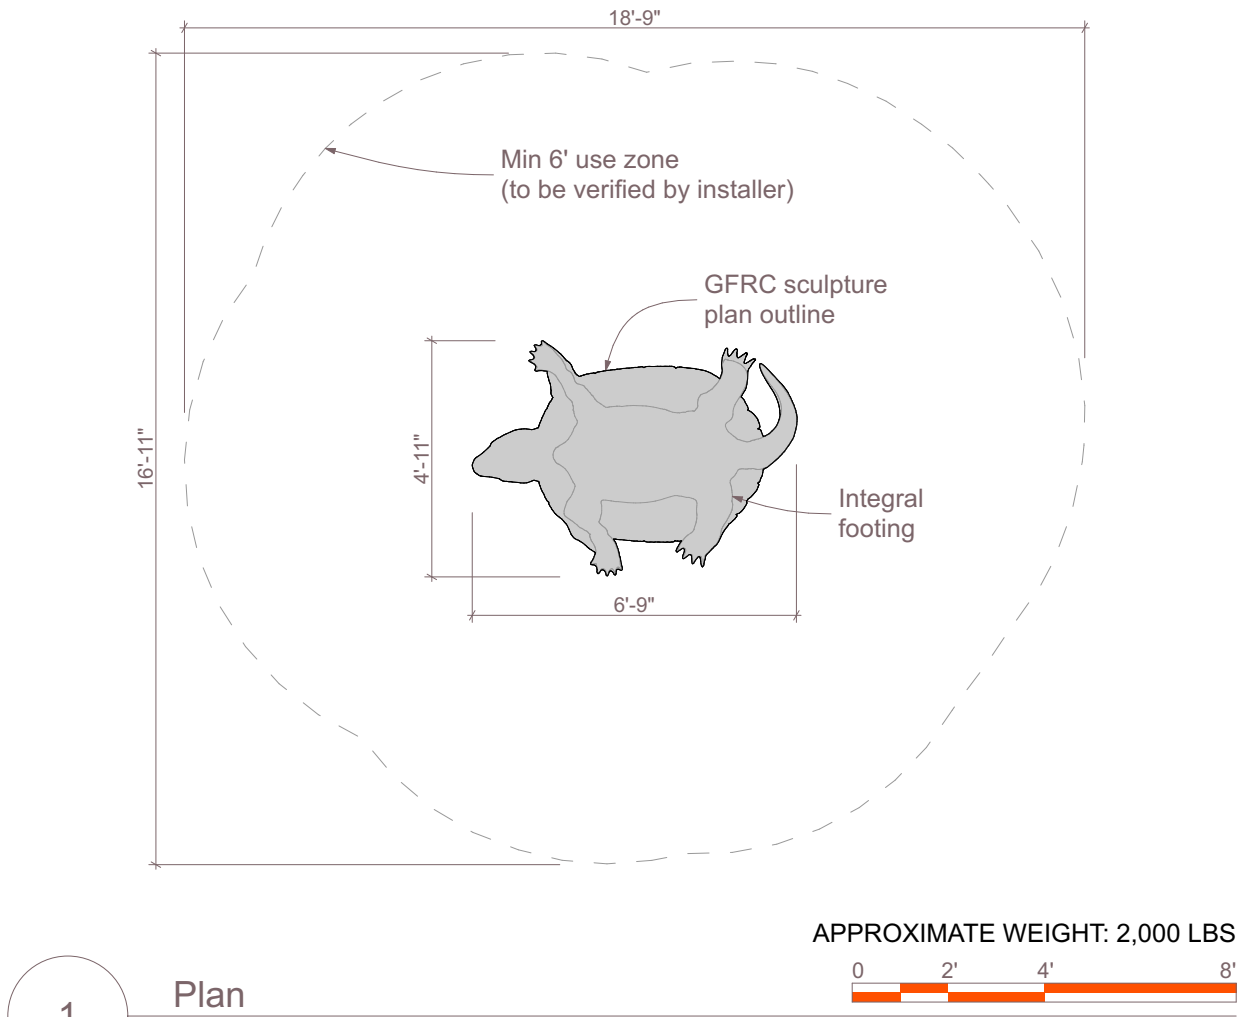 18'-9"
Min 6' use zone
(to be verified by installer)
GFRC sculpture
plan outline
16'-11"
4'-11"
Integral
footing
6'-9"
APPROXIMATE WEIGHT: 2,000 LBS
0 2' 4' 8'
1 Plan